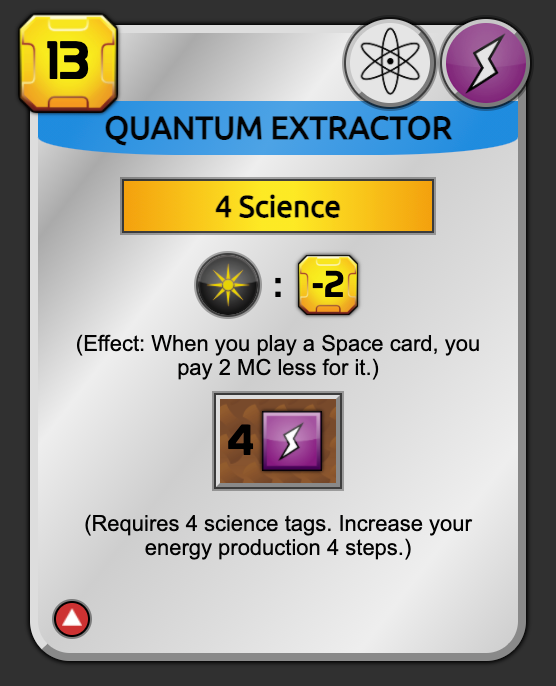 13
QUANTUM EXTRACTOR
4 Science
: -2
(Effect: When you play a Space card, you
pay 2 MC less for it.)
4
(Requires 4 science tags. Increase your
energy production 4 steps.)